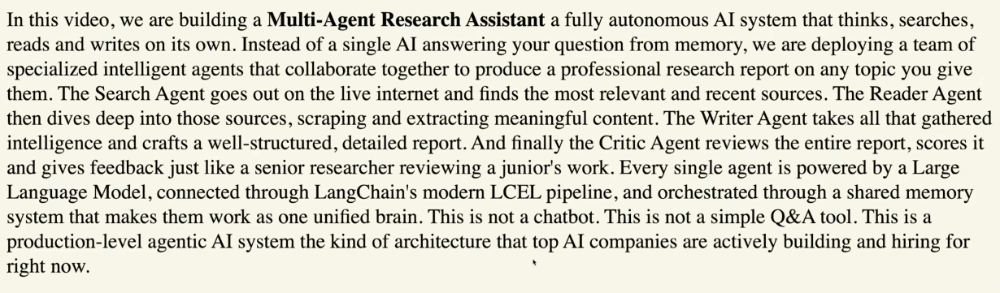 In this video, we are building a Multi-Agent Research Assistant a fully autonomous AI system that thinks, searches,
reads and writes on its own. Instead of a single AI answering your question from memory, we are deploying a team of
specialized intelligent agents that collaborate together to produce a professional research report on any topic you give
them. The Search Agent goes out on the live internet and finds the most relevant and recent sources. The Reader Agent
then dives deep into those sources, scraping and extracting meaningful content. The Writer Agent takes all that gathered
intelligence and crafts a well-structured, detailed report. And finally the Critic Agent reviews the entire report, scores it
and gives feedback just like a senior researcher reviewing a junior's work. Every single agent is powered by a Large
Language Model, connected through LangChain's modern LCEL pipeline, and orchestrated through a shared memory
system that makes them work as one unified brain. This is not a chatbot. This is not a simple Q&A tool. This is a
production-level agentic AI system the kind of architecture that top AI companies are actively building and hiring for
right now.